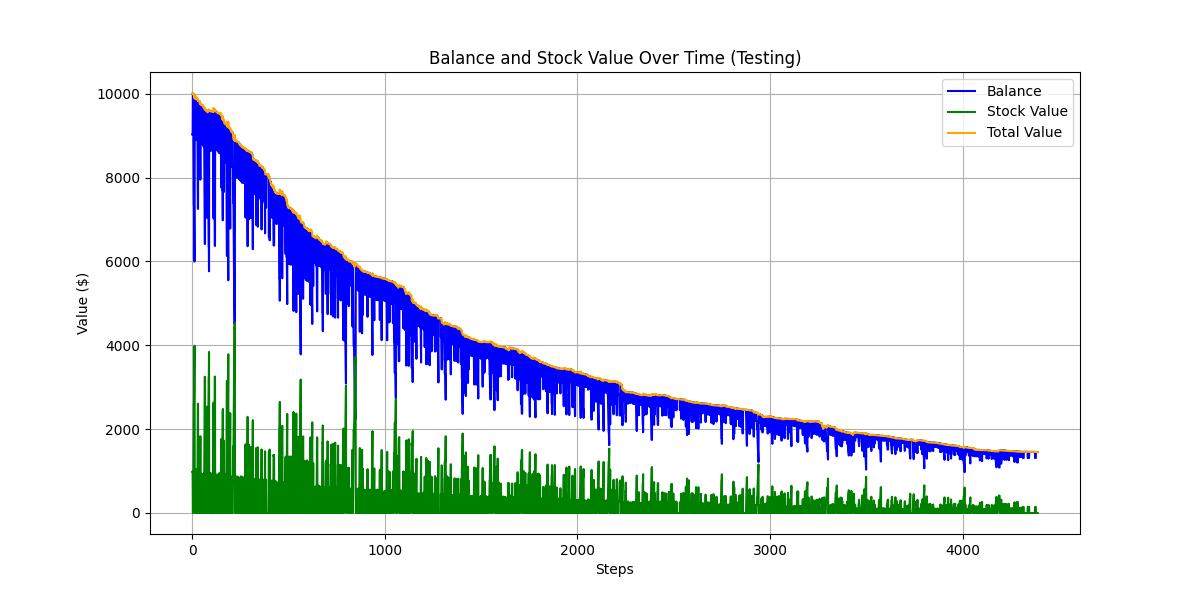 Balance and Stock Value Over Time (Testing)
Balance
Stock Value
Total Value
Value ($)
10000
8000
6000
4000
2000
0
0 1000 2000 3000 4000
Steps